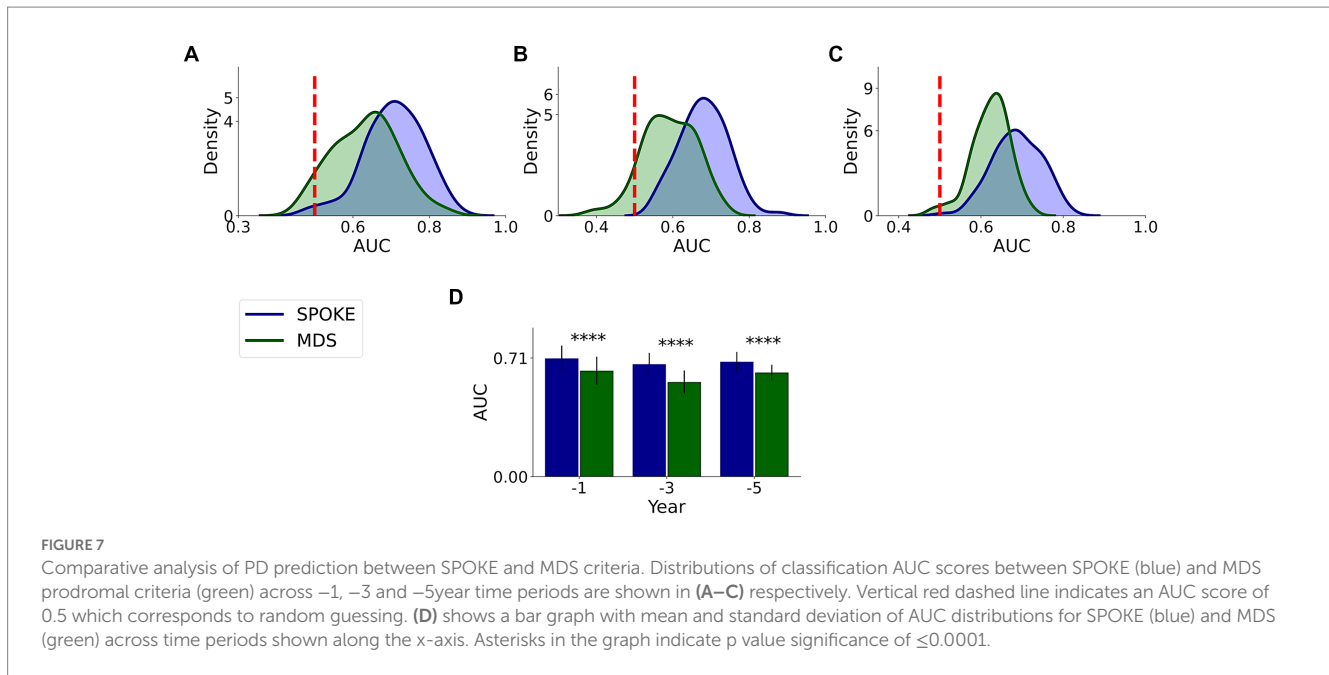 A
B
C
Density
5
4
0
0.3
0.6
0.8
1.0
AUC
Density
6
5
0
0.4
0.6
0.8
1.0
AUC
Density
9
6
0
0.4
0.6
0.8
1
AUC
SPOKE
MDS
D
AUC
0.71
0.00
****
****
****
-1
-3
-5
Year
FIGURE 7
Comparative analysis of PD prediction between SPOKE and MDS criteria. Distributions of classification AUC scores between SPOKE (blue) and MDS
prodromal criteria (green) across −1, −3 and −5year time periods are shown in (A–C) respectively. Vertical red dashed line indicates an AUC score of
0.5 which corresponds to random guessing. (D) shows a bar graph with mean and standard deviation of AUC distributions for SPOKE (blue) and MDS
(green) across time periods shown along the x-axis. Asterisks in the graph indicate p value significance of ≤0.0001.